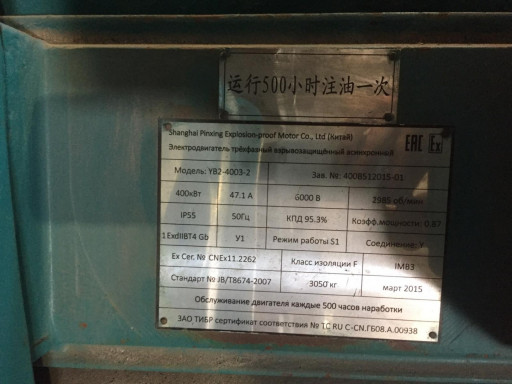 运行500小时注油一次
Shanghai Pinxing Explosion-proof Motor Co., Ltd (Китай)
EAC Ex
Электродвигатель трёхфазный взрывозащищённый асинхронный
Модель: YB2-4003-2 Зав. №: 400B512015-01
400кВт 47.1 А 6000 В 2985 об/мин
IP55 50Гц КПД 95.3% Коэфф.мощности: 0.87
1ExdIIBT4 Gb У1 Режим работы S1 Соединение: Y
Ex Сег. № CNEx11.2262 Класс изоляции F IM83
Стандарт № JB/T8674-2007 3050 кг март 2015
Обслуживание двигателя каждые 500 часов наработки
ЗАО ТИБР сертификат соответствия № ТС RU C-CN.ГБ08.А.00938